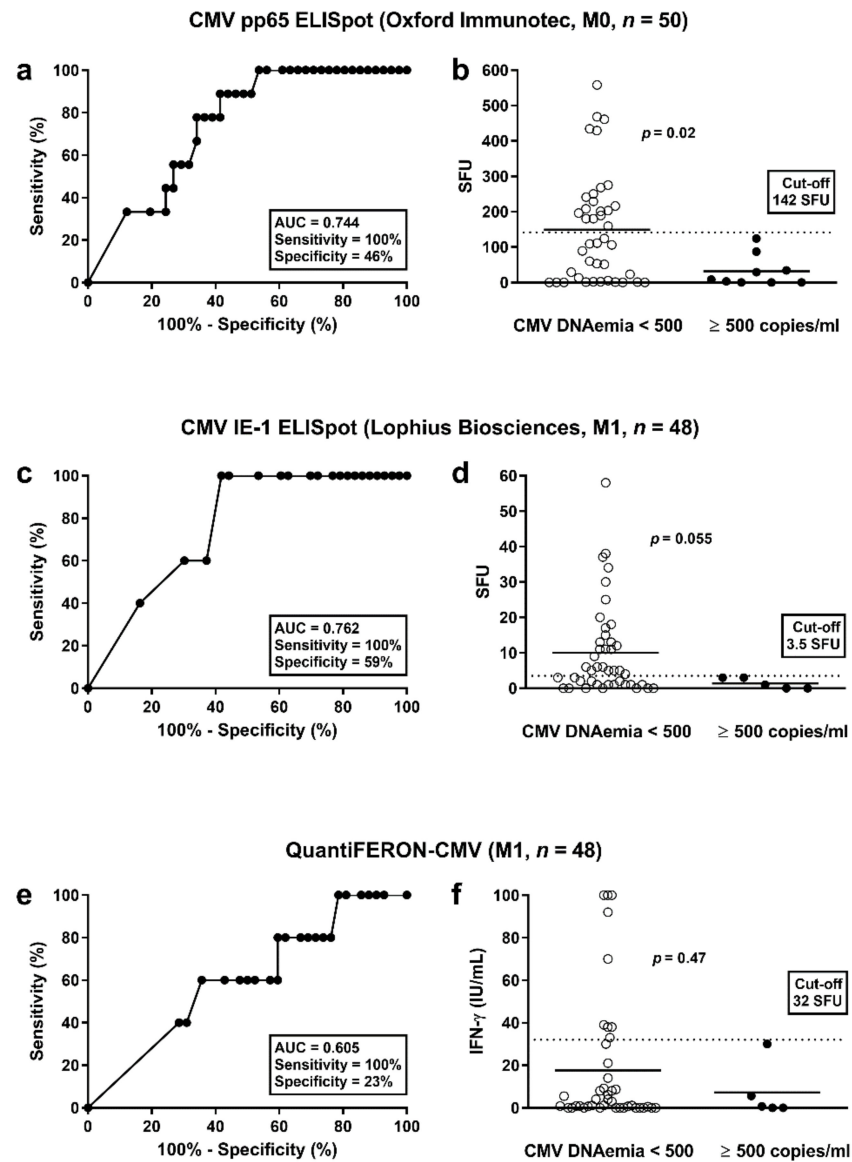 CMV pp65 ELISpot (Oxford Immunotec, M0, n = 50)
a
100
80
60
40
20
0
Sensitivity (%)
AUC = 0.744
Sensitivity = 100%
Specificity = 46%
0 20 40 60 80 100
100% - Specificity (%)
b
600
500
400
300
200
100
0
SFU
p = 0.02
Cut-off
142 SFU
CMV DNAemia < 500 ≥ 500 copies/ml
CMV IE-1 ELISpot (Lophius Biosciences, M1, n = 48)
c
100
80
60
40
20
0
Sensitivity (%)
AUC = 0.762
Sensitivity = 100%
Specificity = 59%
0 20 40 60 80 100
100% - Specificity (%)
d
60
50
40
30
20
10
0
SFU
p = 0.055
Cut-off
3.5 SFU
CMV DNAemia < 500 ≥ 500 copies/ml
QuantiFERON-CMV (M1, n = 48)
e
100
80
60
40
20
0
Sensitivity (%)
AUC = 0.605
Sensitivity = 100%
Specificity = 23%
0 20 40 60 80 100
100% - Specificity (%)
f
100
80
60
40
20
0
IFN-γ (IU/mL)
p = 0.47
Cut-off
32 SFU
CMV DNAemia < 500 ≥ 500 copies/ml